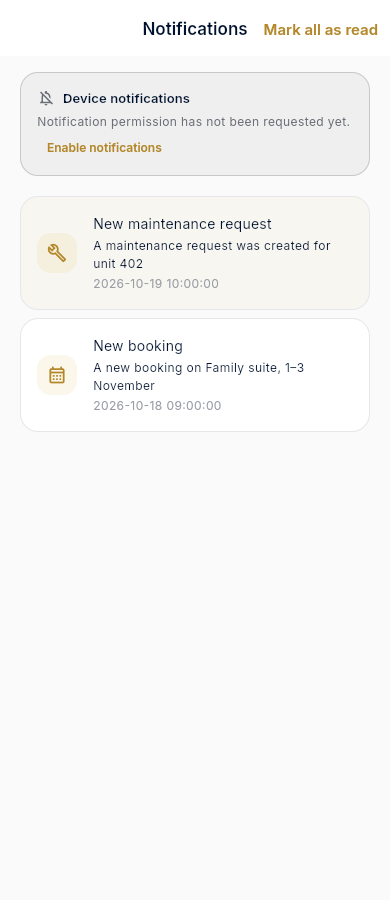 Notifications
Mark all as read
Device notifications
Notification permission has not been requested yet.
Enable notifications
New maintenance request
A maintenance request was created for
unit 402
2026-10-19 10:00:00
New booking
A new booking on Family suite, 1–3
November
2026-10-18 09:00:00